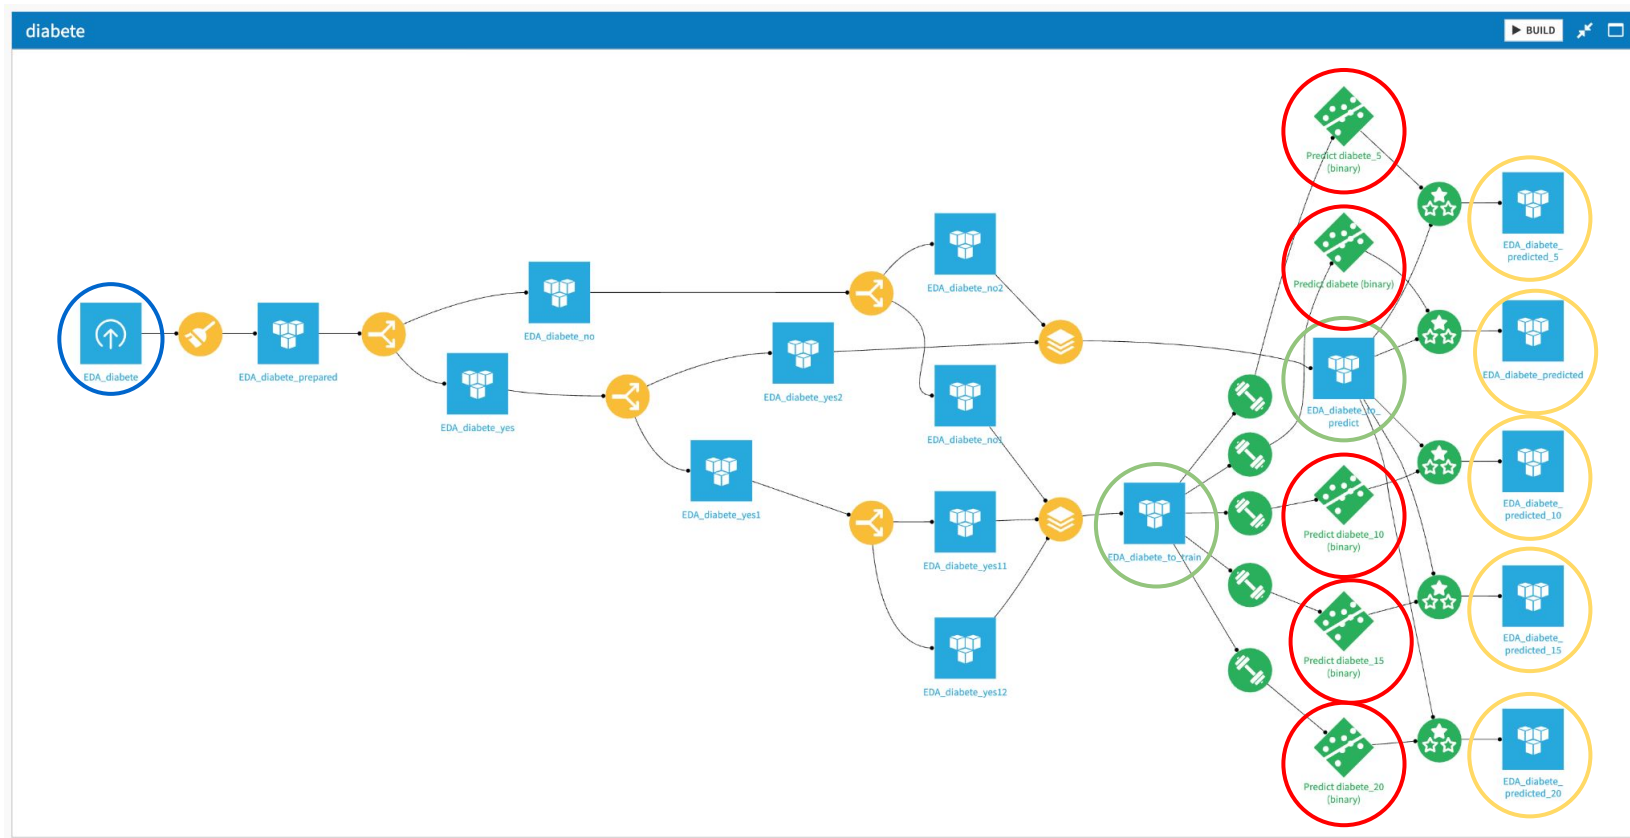 diabete
BUILD
EDA_diabete
EDA_diabete_prepared
EDA_diabete_no
EDA_diabete_yes
EDA_diabete_yes1
EDA_diabete_yes2
EDA_diabete_no2
EDA_diabete_no1
EDA_diabete_yes11
EDA_diabete_yes12
EDA_diabete_to_train
Predict diabete_5
(binary)
Predict diabete (binary)
EDA_diabete_to_
predict
Predict diabete_10
(binary)
Predict diabete_15
(binary)
Predict diabete_20
(binary)
EDA_diabete_
predicted_5
EDA_diabete_predicted
EDA_diabete_
predicted_10
EDA_diabete_
predicted_15
EDA_diabete_
predicted_20